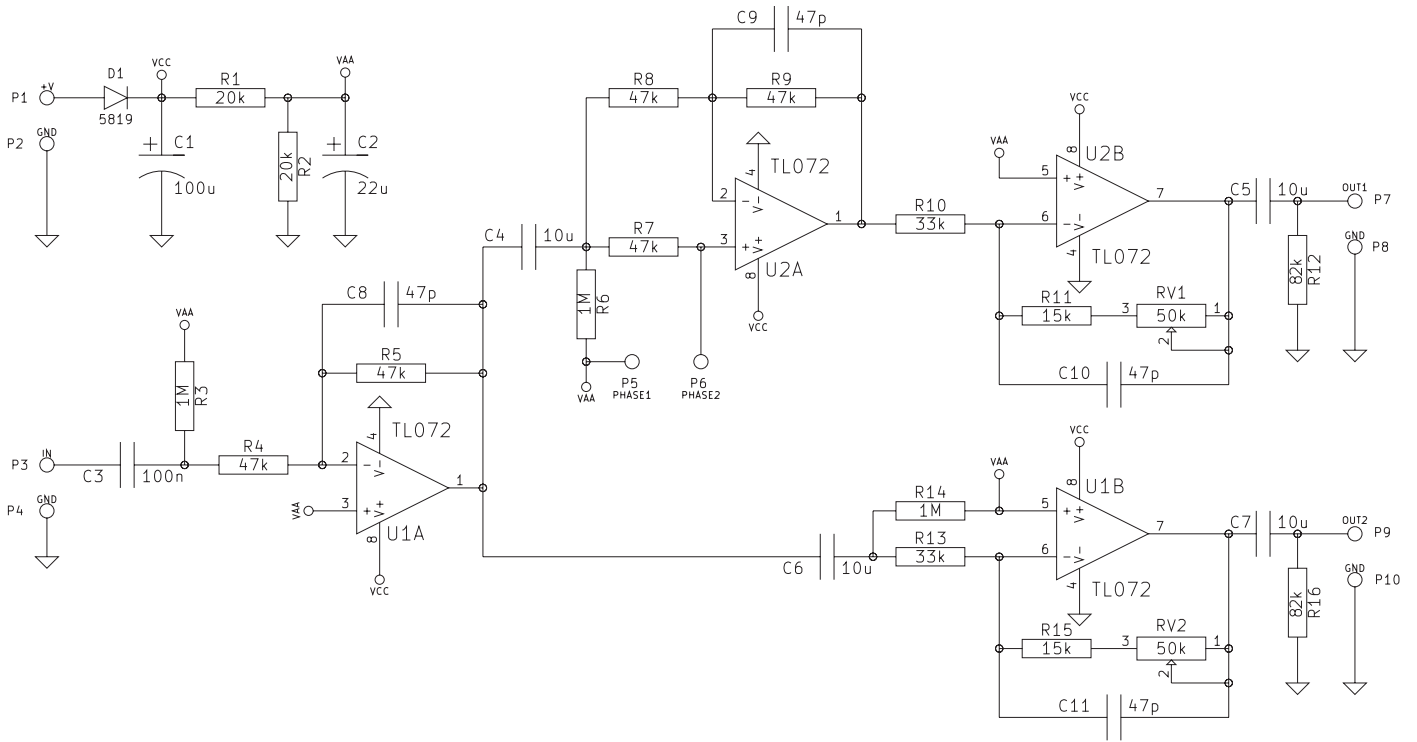 C9 47p
VCC
VAA
D1
R1
R8
R9
P1 +V
20k
47k
47k
5819
VCC
P2 GND
C1
C2
20k
R2
U2B
VAA
8
100u
22u
4
TL072
5 + V+
7
C5 10u
OUT1 P7
2 - V-
1
R10
33k
6 - V-
C4 10u
R7
47k
3 + V+
U2A
8
4
TL072
GND
P8
82k
R12
C8 47p
1M
R6
R11
15k
3
RV1
50k
1
2
VCC
VAA
R5
47k
P5
PHASE1
P6
PHASE2
VAA
C10 47p
1M
R3
4
TL072
VCC
P3 IN
R4
47k
2 - V-
1
C3 100n
VAA
U1B
8
R14
1M
5 + V+
7
C7 10u
OUT2
P9
P4 GND
VAA
3 + V+
U1A
8
R13
33k
6 - V-
C6 10u
GND
P10
VCC
4
TL072
82k
R16
R15
15k
3
RV2
50k
1
2
C11 47p